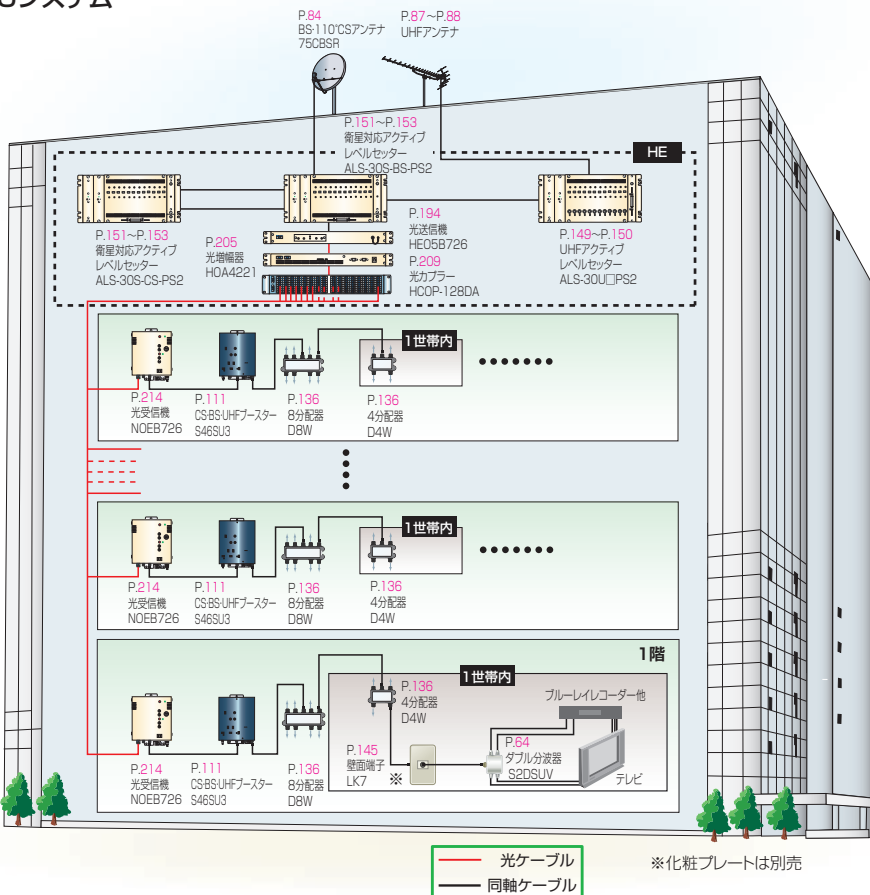 システム
P.84
BS・110°CSアンテナ
75CBSR
P.87～P.88
UHFアンテナ
HE
P.151～P.153
衛星対応アクティブ
レベルセッター
ALS-30S-BS-PS2
P.151～P.153
衛星対応アクティブ
レベルセッター
ALS-30S-CS-PS2
P.205
光増幅器
HOA4221
P.194
光送信機
HEO5B726
P.209
光カプラー
HCOP-128DA
P.149～P.150
UHFアクティブ
レベルセッター
ALS-30U□PS2
1世帯内
P.214
光受信機
NOEB726
P.111
CS・BS・UHFブースター
S46SU3
P.136
8分配器
D8W
P.136
4分配器
D4W
1世帯内
P.214
光受信機
NOEB726
P.111
CS・BS・UHFブースター
S46SU3
P.136
8分配器
D8W
P.136
4分配器
D4W
1階
1世帯内
P.136
4分配器
D4W
ブルーレイレコーダー他
P.64
ダブル分波器
S2DSUV
テレビ
P.145
壁面端子
LK7
※
P.214
光受信機
NOEB726
P.111
CS・BS・UHFブースター
S46SU3
P.136
8分配器
D8W
光ケーブル
同軸ケーブル
※化粧プレートは別売